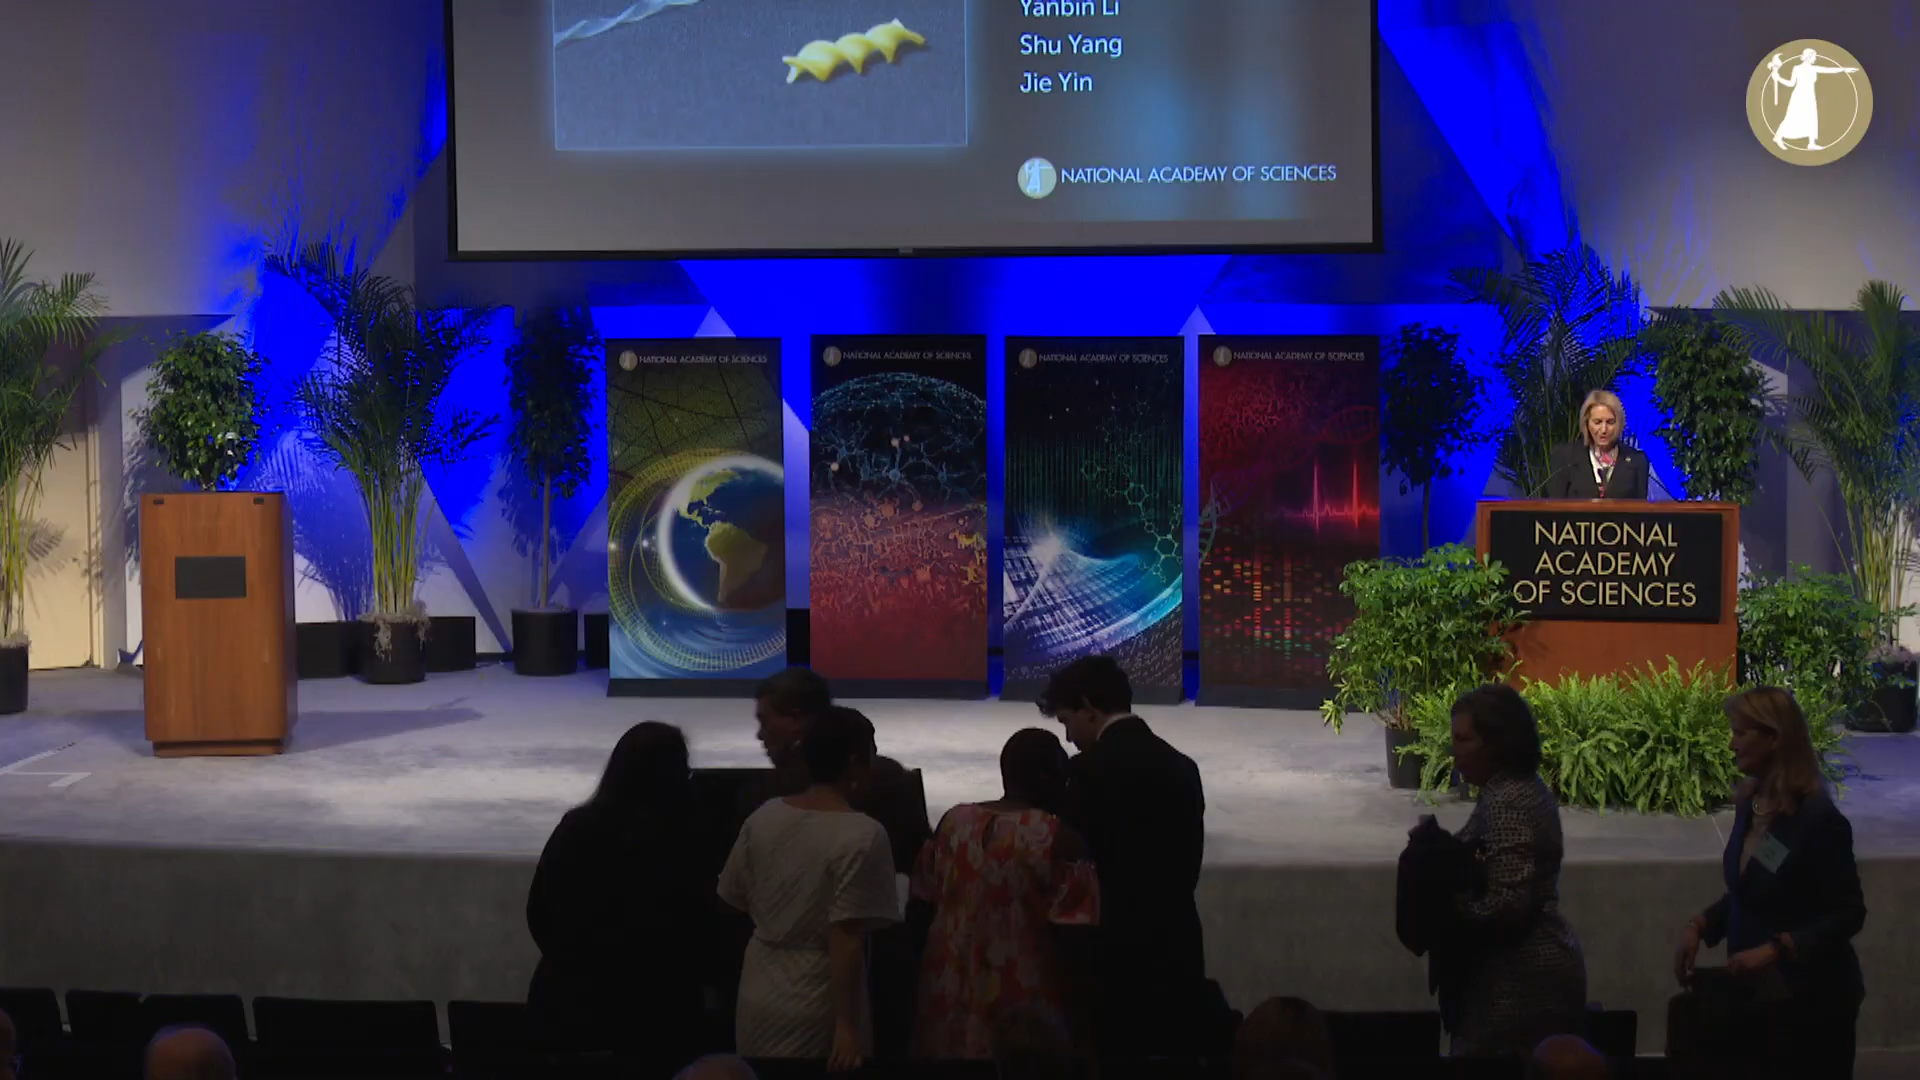 Yanbin Li
Shu Yang
Jie Yin
NATIONAL ACADEMY OF SCIENCES
NATIONAL ACADEMY OF SCIENCES
NATIONAL ACADEMY OF SCIENCES
NATIONAL ACADEMY OF SCIENCES
NATIONAL ACADEMY OF SCIENCES
NATIONAL
ACADEMY
OF SCIENCES